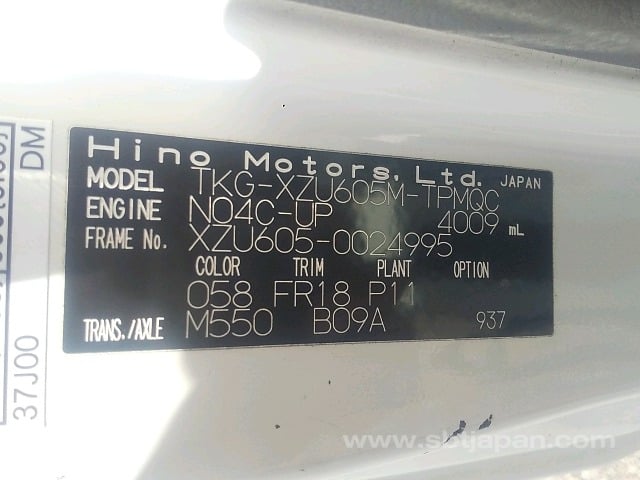 Hino Motors, Ltd. JAPAN
MODEL TKG-XZU605M-TPMQC
ENGINE N04C-UP 4009 mL
FRAME No. XZU605-0024995
COLOR TRIM PLANT OPTION
058 FR18 P11
TRANS./AXLE M550 B09A 937
DM
37J00
www.sbtjapan.com